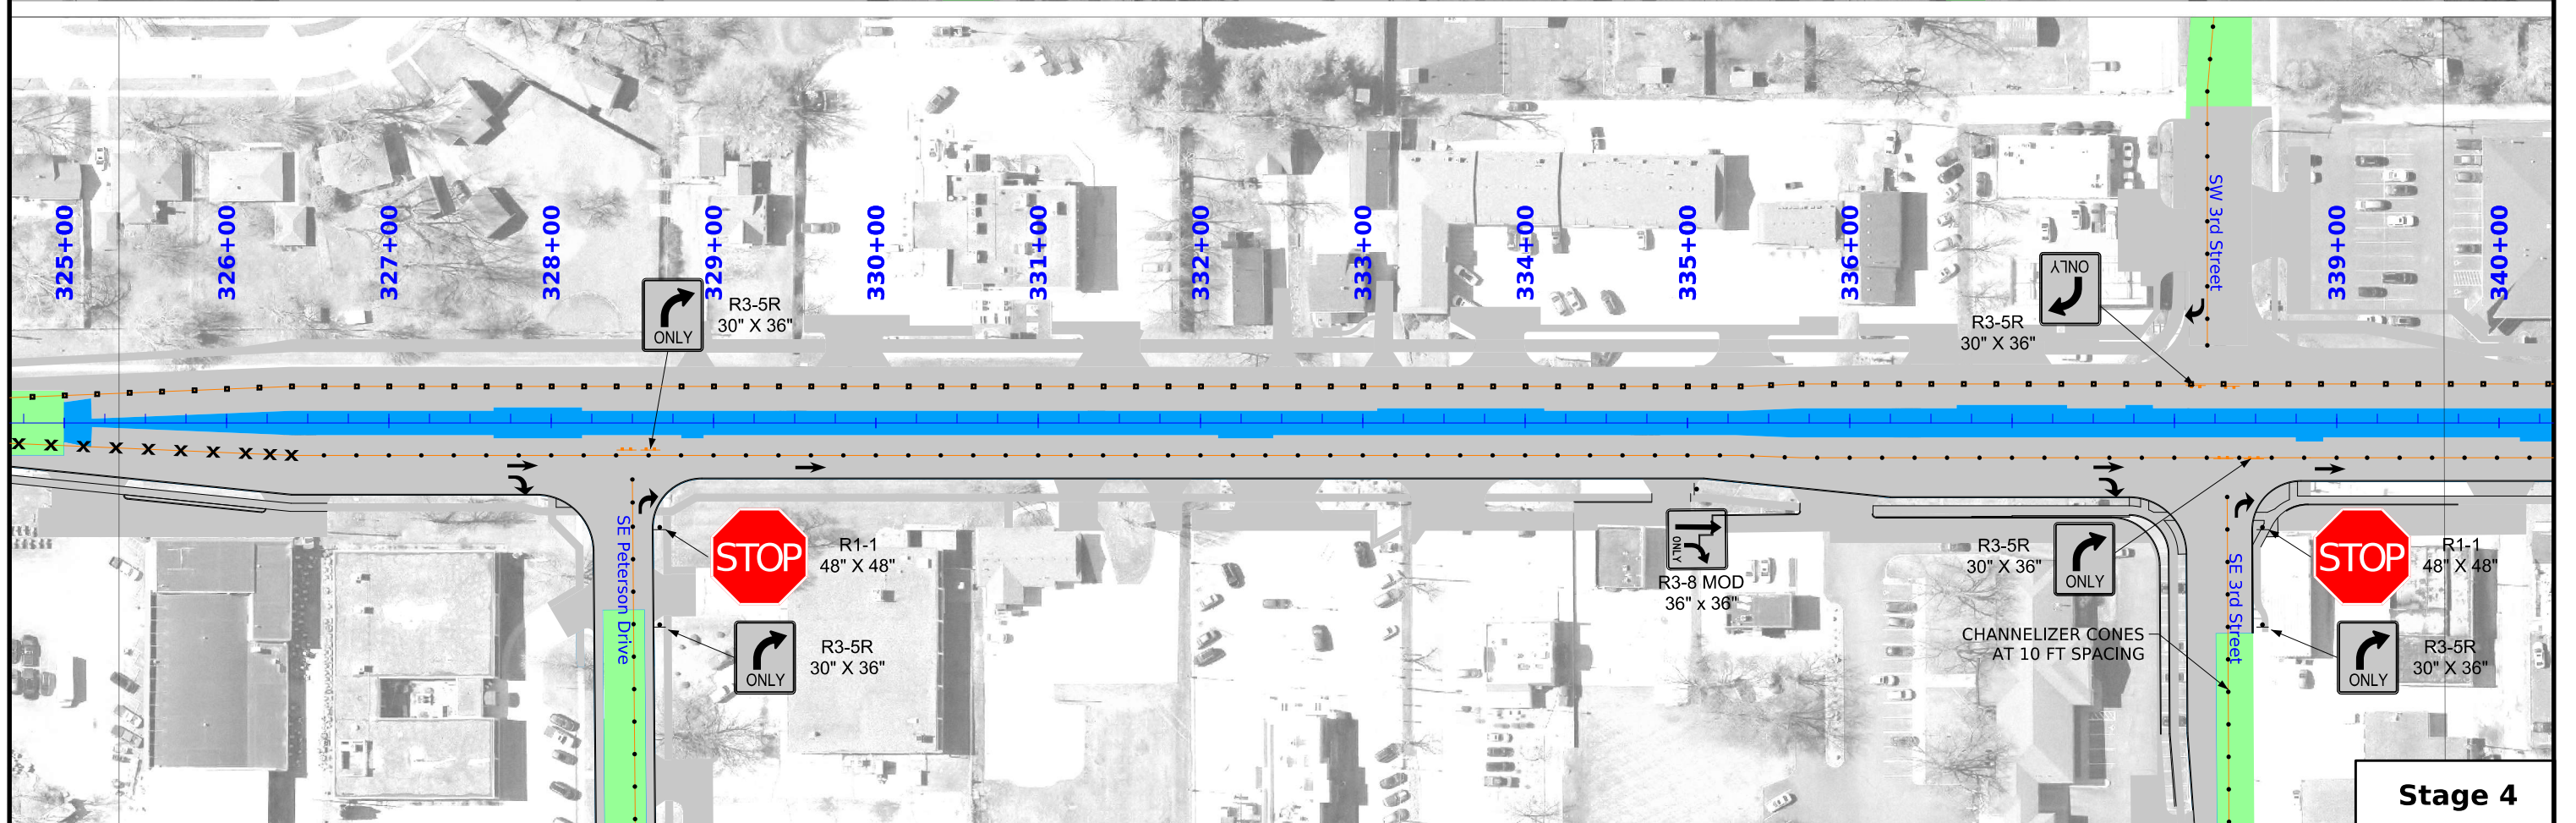 325+00
326+00
327+00
328+00
329+00
330+00
331+00
332+00
333+00
334+00
335+00
336+00
339+00
340+00
SW 3rd Street
ONLY
R3-5R
30" X 36"
ONLY
R3-5R
30" X 36"
SE Peterson Drive
STOP
R1-1
48" X 48"
ONLY
R3-5R
30" X 36"
ONLY
R3-8 MOD
36" x 36"
R3-5R
30" X 36"
ONLY
CHANNELIZER CONES
AT 10 FT SPACING
SE 3rd Street
STOP
R1-1
48" X 48"
ONLY
R3-5R
30" X 36"
Stage 4